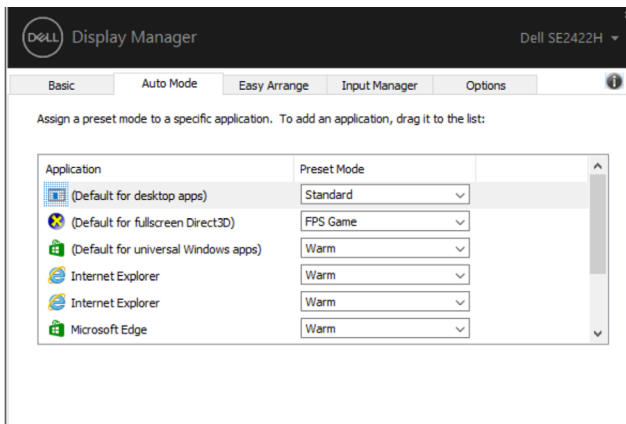 DELL Display Manager Dell SE2422H
Basic Auto Mode Easy Arrange Input Manager Options
Assign a preset mode to a specific application. To add an application, drag it to the list:
Application Preset Mode
(Default for desktop apps) Standard
(Default for fullscreen Direct3D) FPS Game
(Default for universal Windows apps) Warm
Internet Explorer Warm
Internet Explorer Warm
Microsoft Edge Warm